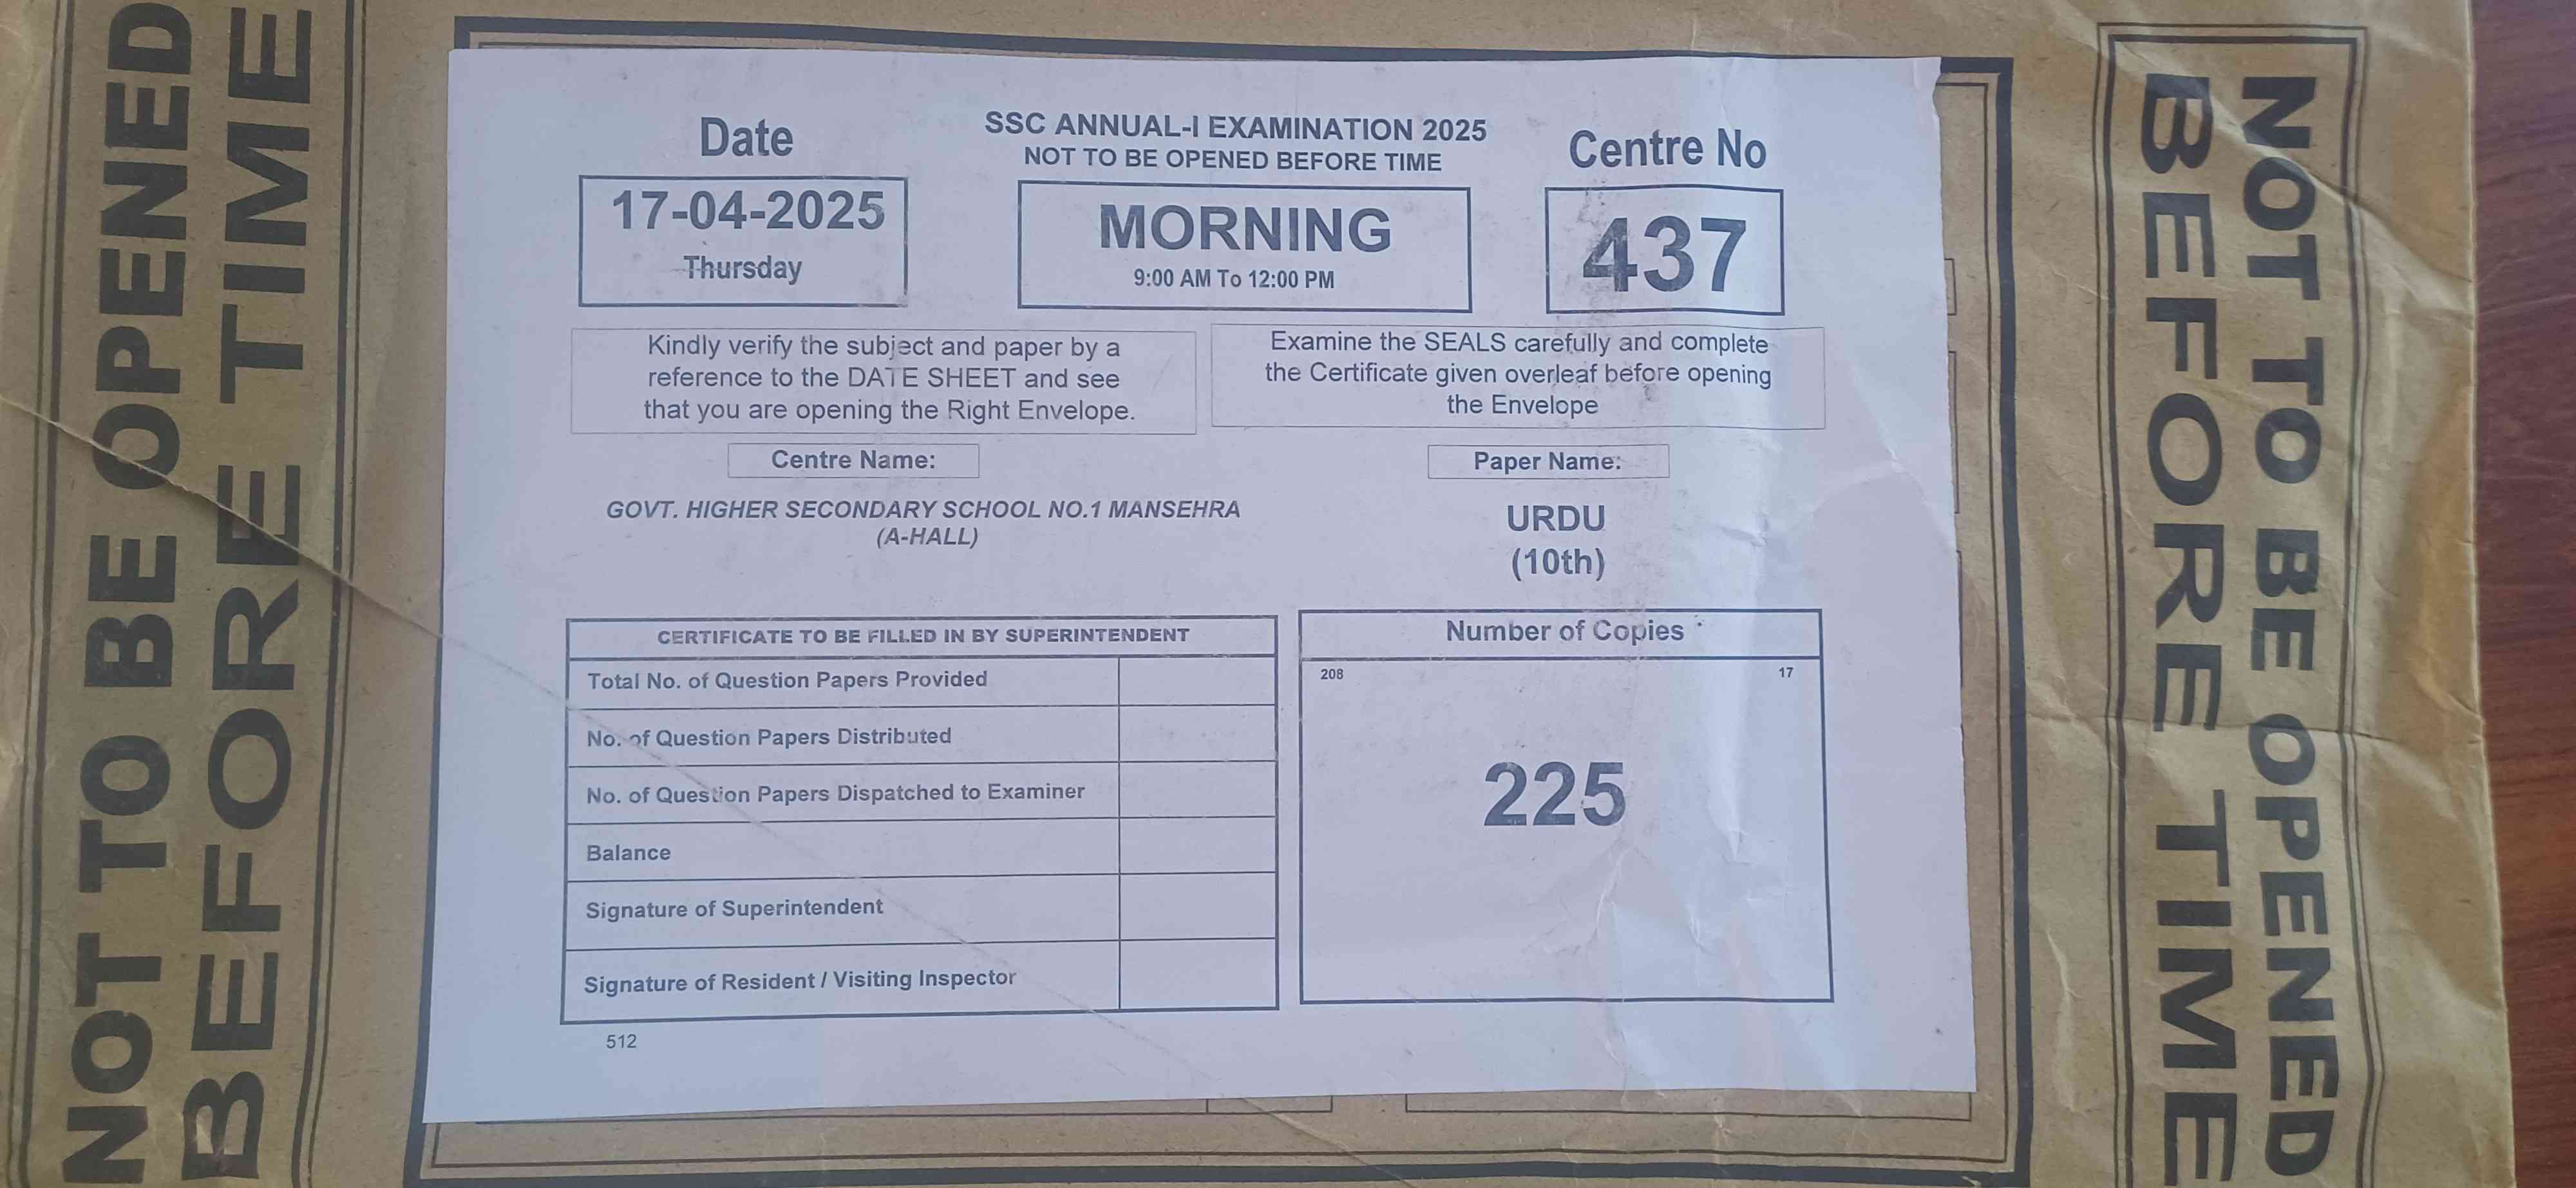 NOT TO BE OPENED
BEFORE TIME
Date
17-04-2025
Thursday
SSC ANNUAL-I EXAMINATION 2025
NOT TO BE OPENED BEFORE TIME
MORNING
9:00 AM To 12:00 PM
Centre No
437
Kindly verify the subject and paper by a
reference to the DATE SHEET and see
that you are opening the Right Envelope.
Examine the SEALS carefully and complete
the Certificate given overleaf before opening
the Envelope
Centre Name:
GOVT. HIGHER SECONDARY SCHOOL NO.1 MANSEHRA
(A-HALL)
Paper Name:
URDU
(10th)
CERTIFICATE TO BE FILLED IN BY SUPERINTENDENT
Total No. of Question Papers Provided
No. of Question Papers Distributed
No. of Question Papers Dispatched to Examiner
Balance
Signature of Superintendent
Signature of Resident / Visiting Inspector
512
Number of Copies
208 17
225
NOT TO BE OPENED
BEFORE TIME